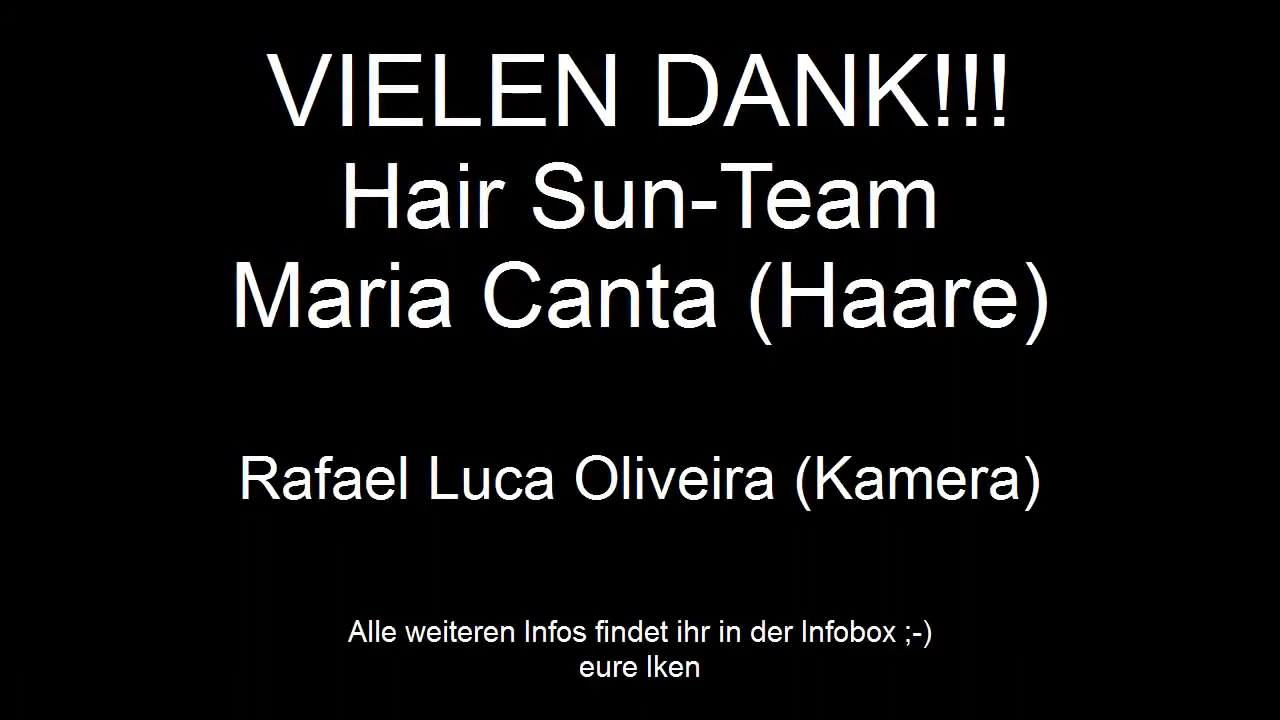 VIELEN DANK!!!
Hair Sun-Team
Maria Canta (Haare)
Rafael Luca Oliveira (Kamera)
Alle weiteren Infos findet ihr in der Infobox ;-)
eure Iken